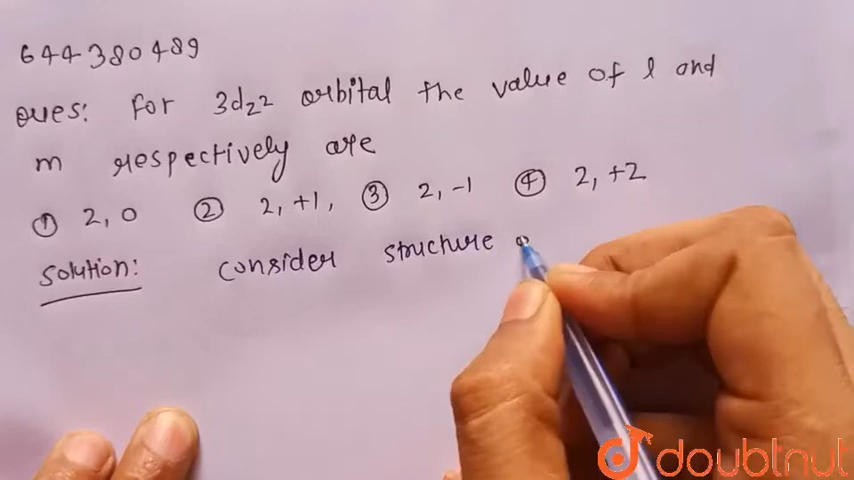 644380489
Ques: For 3dz² orbital the value of l and
m respectively are
① 2, 0 ② 2, +1, ③ 2, -1 ④ 2, +2
Solution: Consider structure o
doubtnut